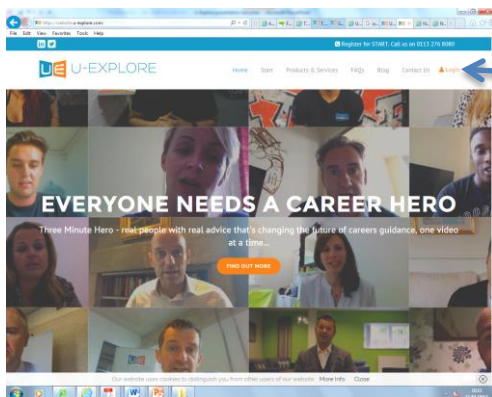 File Edit View Favorites Tools Help
Register for START. Call us on 0113 276 8080
UE U-EXPLORE
Home Start Products & Services FAQs Blog Contact Us Login
EVERYONE NEEDS A CAREER HERO
Three Minute Hero - real people with real advice that's changing the future of careers guidance, one video
at a time...
FIND OUT MORE
Our website uses cookies to distinguish you from other users of our website More Info Close